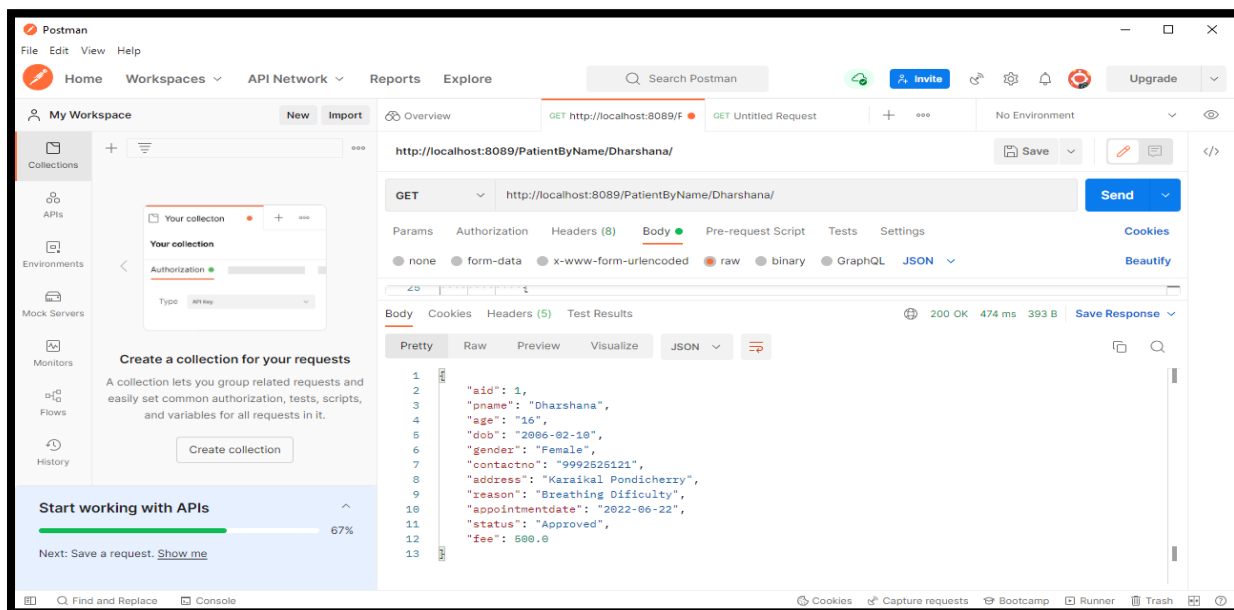 Postman
File Edit View Help
Home Workspaces API Network Reports Explore Search Postman Invite Upgrade
My Workspace New Import Overview GET http://localhost:8089/F GET Untitled Request No Environment
Collections
http://localhost:8089/PatientByName/Dharshana/ Save
APIs
GET http://localhost:8089/PatientByName/Dharshana/ Send
Your collecton
Your collection
Authorization
Type API Key
Params Authorization Headers (8) Body Pre-request Script Tests Settings Cookies
Environments
none form-data x-www-form-urlencoded raw binary GraphQL JSON Beautify
25
Mock Servers
Body Cookies Headers (5) Test Results 200 OK 474 ms 393 B Save Response
Pretty Raw Preview Visualize JSON
Monitors
Create a collection for your requests
A collection lets you group related requests and
easily set common authorization, tests, scripts,
and variables for all requests in it.
Flows
Create collection
History
1 {
2 "aid": 1,
3 "pname": "Dharshana",
4 "age": "16",
5 "dob": "2006-02-10",
6 "gender": "Female",
7 "contactno": "9992525121",
8 "address": "Karaikal Pondicherry",
9 "reason": "Breathing Dificulty",
10 "appointmentdate": "2022-06-22",
11 "status": "Approved",
12 "fee": 500.0
13 }
Start working with APIs
67%
Next: Save a request. Show me
Find and Replace Console Cookies Capture requests Bootcamp Runner Trash